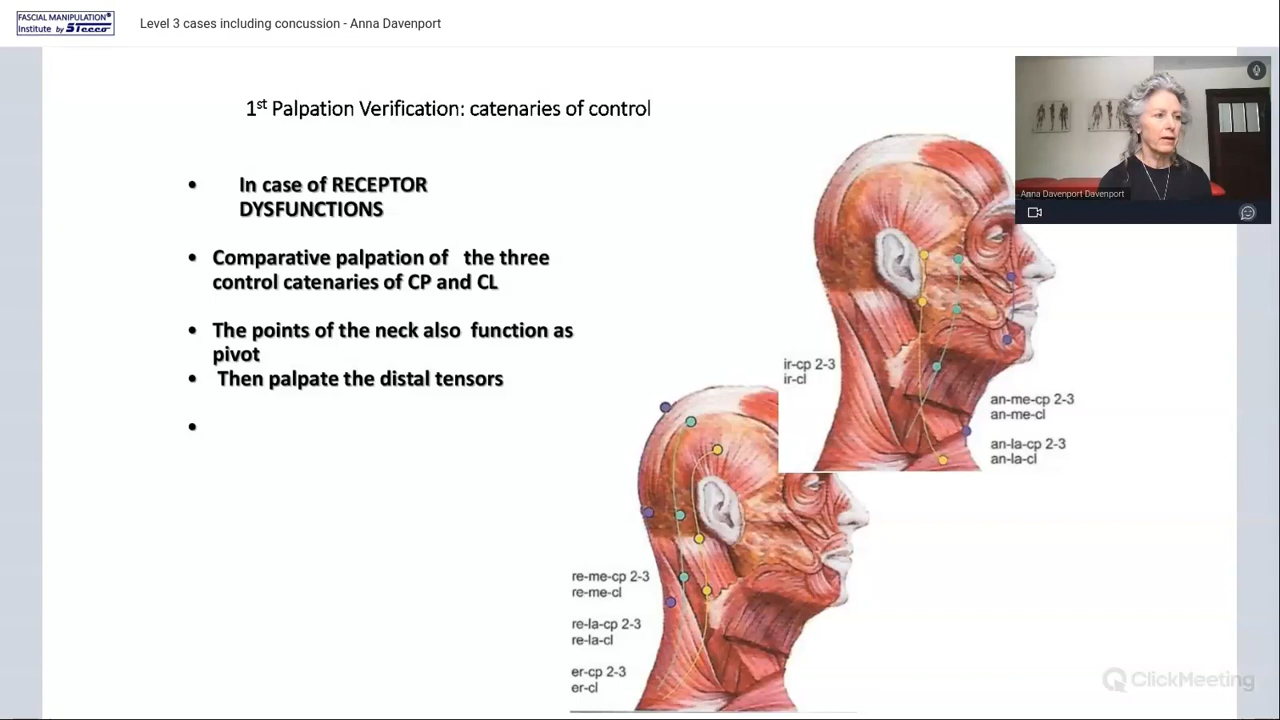 FASCIAL MANIPULATION®
Institute by Stecco
Level 3 cases including concussion - Anna Davenport
1st Palpation Verification: catenaries of control
Anna Davenport Davenport
• In case of RECEPTOR
DYSFUNCTIONS
• Comparative palpation of the three
control catenaries of CP and CL
• The points of the neck also function as
pivot
• Then palpate the distal tensors
•
ir-cp 2-3
ir-cl
an-me-cp 2-3
an-me-cl
an-la-cp 2-3
an-la-cl
re-me-cp 2-3
re-me-cl
re-la-cp 2-3
re-la-cl
er-cp 2-3
er-cl
ClickMeeting